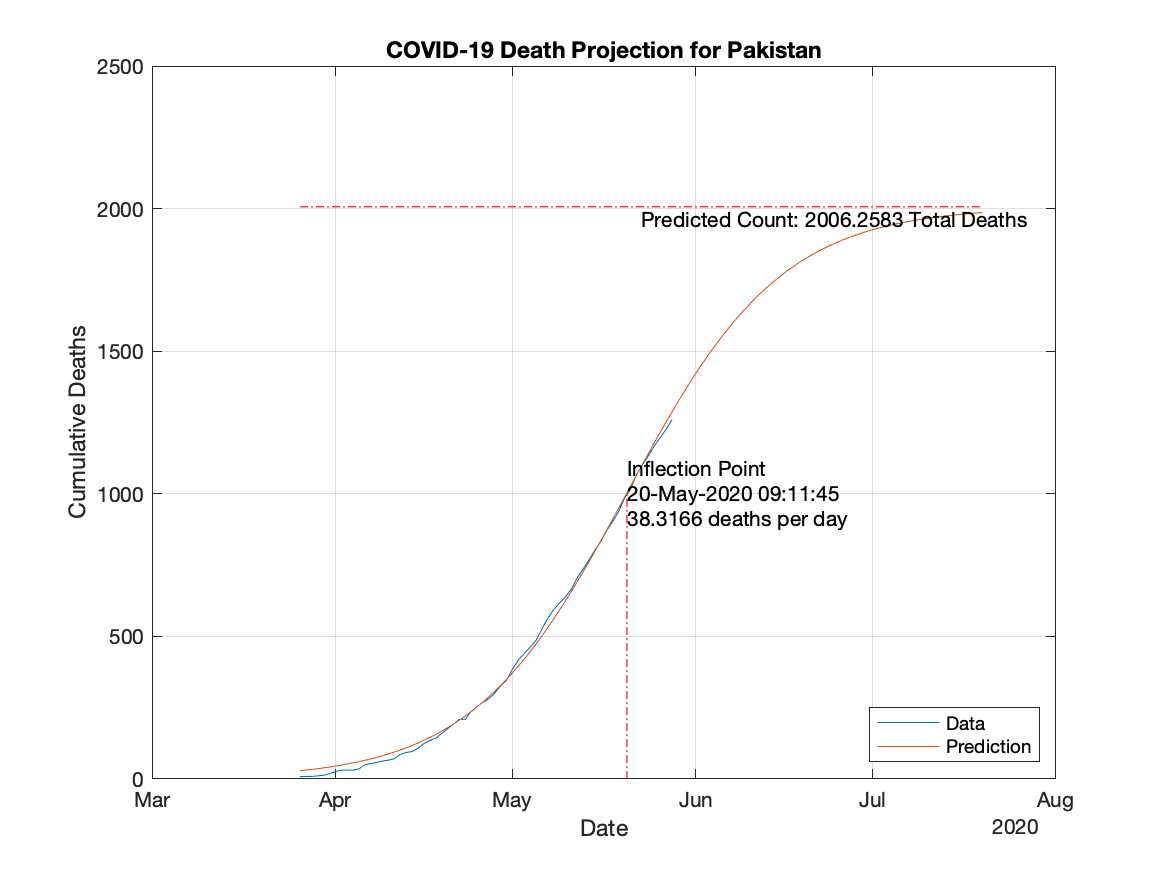 COVID-19 Death Projection for Pakistan
2500
2000
1500
1000
500
0
Cumulative Deaths
Predicted Count: 2006.2583 Total Deaths
Inflection Point
20-May-2020 09:11:45
38.3166 deaths per day
Data
Prediction
Mar Apr May Jun Jul Aug
Date
2020